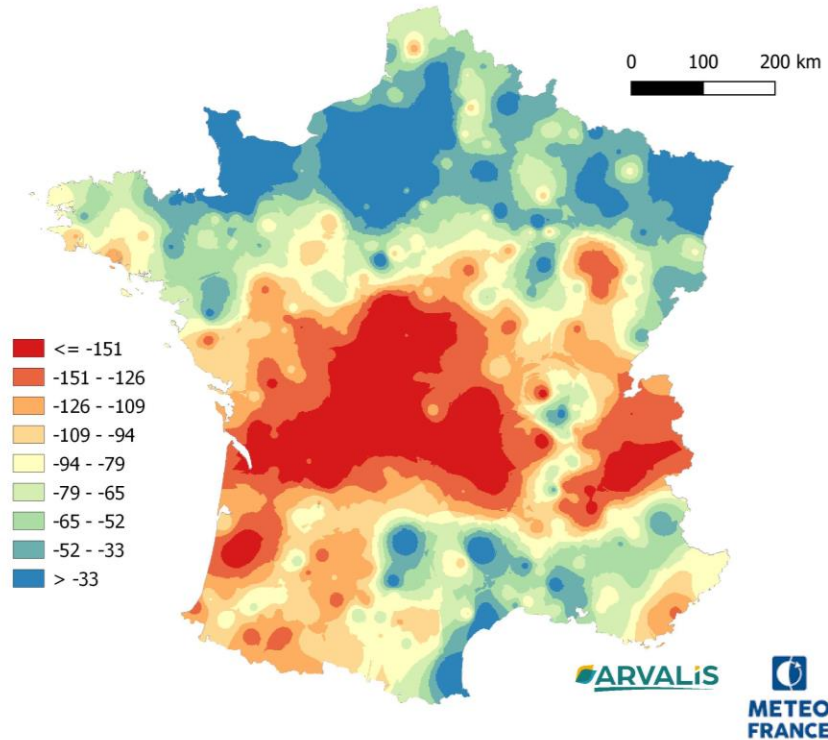 0 100 200 km
<= -151
-151 - -126
-126 - -109
-109 - -94
-94 - -79
-79 - -65
-65 - -52
-52 - -33
> -33
ARVALIS
METEO
FRANCE